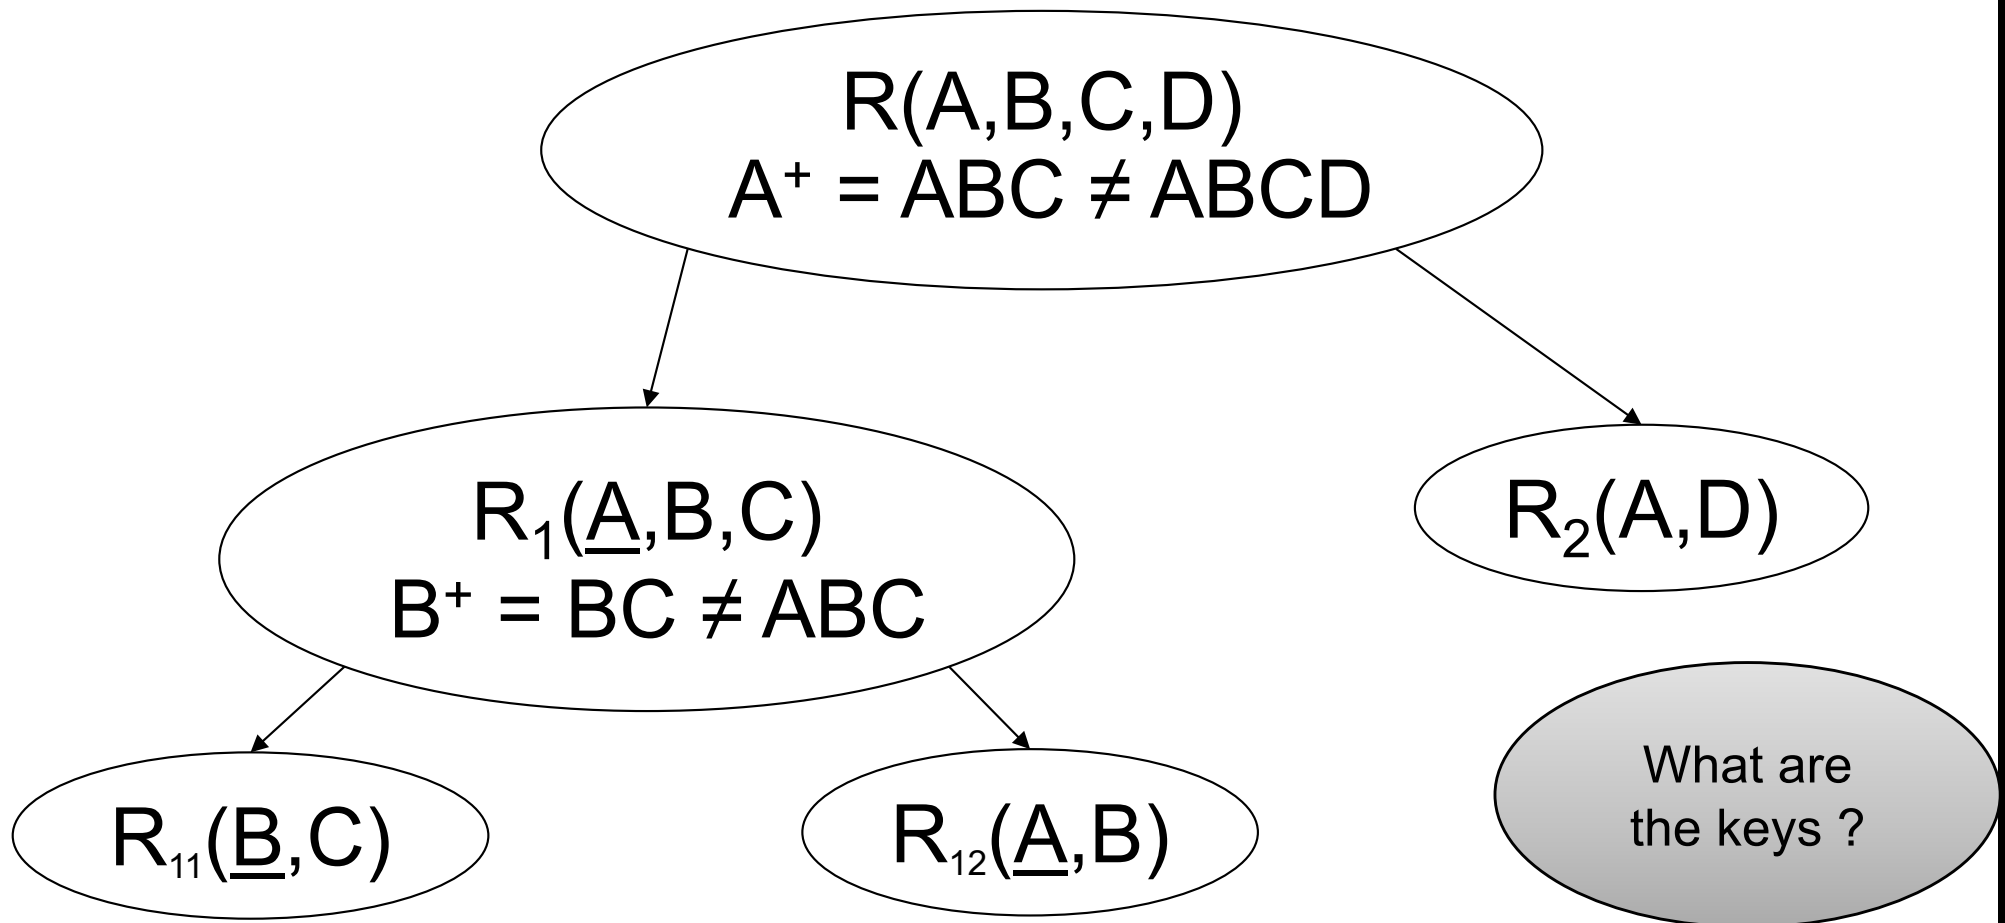 R(A,B,C,D)
A⁺ = ABC ≠ ABCD
R₁(A,B,C)
B⁺ = BC ≠ ABC
R₂(A,D)
R₁₁(B,C)
R₁₂(A,B)
What are
the keys ?